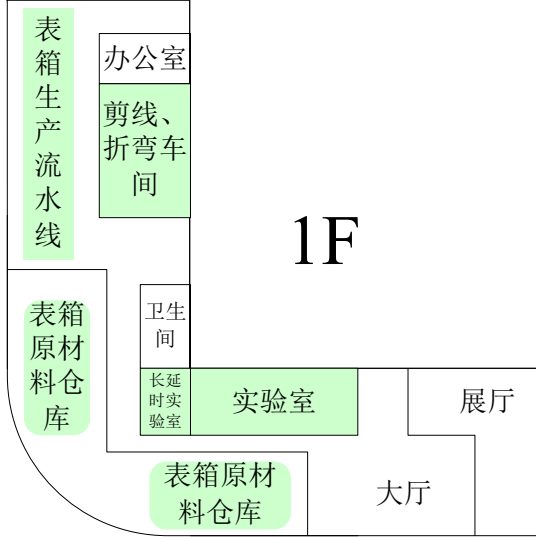 表
箱
生
产
流
水
线
办公室
剪线、
折弯车
间
1F
卫生
间
表箱
原材
料仓
库
长延
时实
验室
实验室
展厅
表箱原材
料仓库
大厅